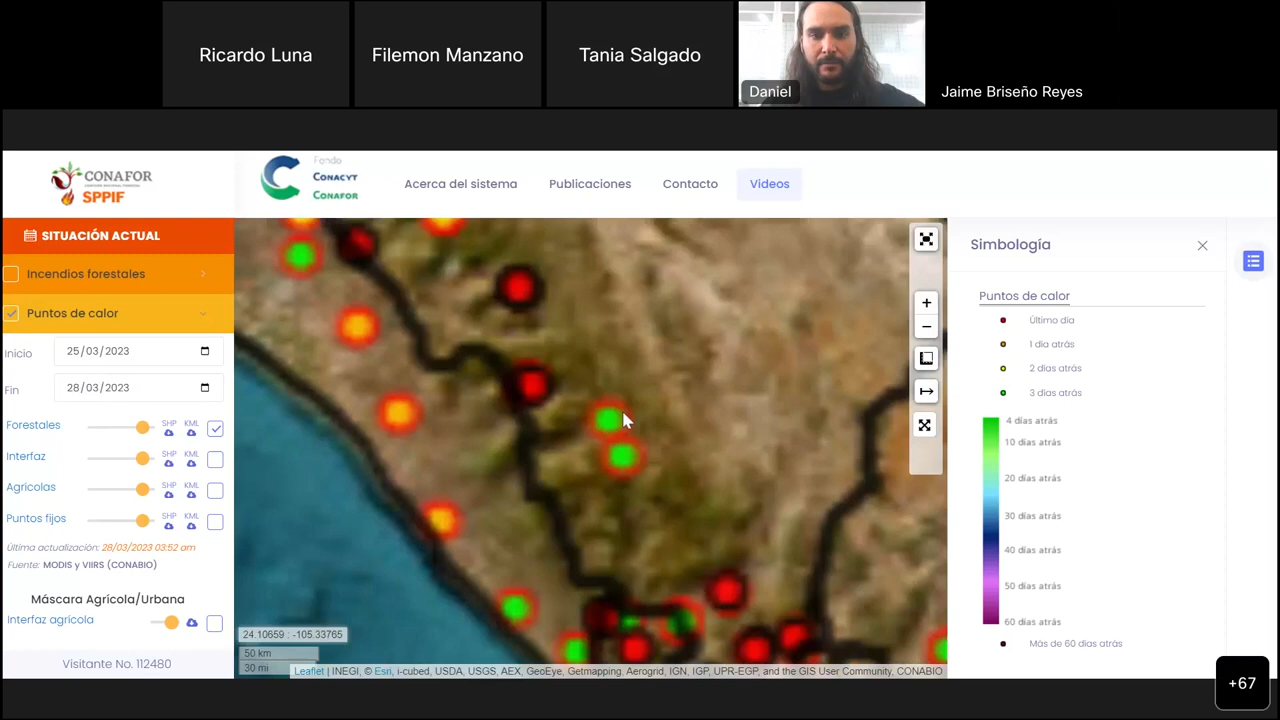 Ricardo Luna
Filemon Manzano
Tania Salgado
Daniel
Jaime Briseño Reyes
CONAFOR
SPPIF
Fondo
CONACYT
CONAFOR
Acerca del sistema
Publicaciones
Contacto
Videos
SITUACIÓN ACTUAL
Incendios forestales
Puntos de calor
Inicio 25/03/2023
Fin 28/03/2023
Forestales SHP KML
Interfaz SHP KML
Agrícolas SHP KML
Puntos fijos SHP KML
Última actualización: 28/03/2023 03:52 am
Fuente: MODIS y VIIRS (CONABIO)
Máscara Agrícola/Urbana
Interfaz agrícola
Visitante No. 112480
+
−
24.10659 : -105.33765
50 km
30 mi
Leaflet | INEGI, © Esri, i-cubed, USDA, USGS, AEX, GeoEye, Getmapping, Aerogrid, IGN, IGP, UPR-EGP, and the GIS User Community, CONABIO
Simbología
Puntos de calor
Último día
1 día atrás
2 días atrás
3 días atrás
4 días atrás
10 días atrás
20 días atrás
30 días atrás
40 días atrás
50 días atrás
60 días atrás
Más de 60 días atrás
+67